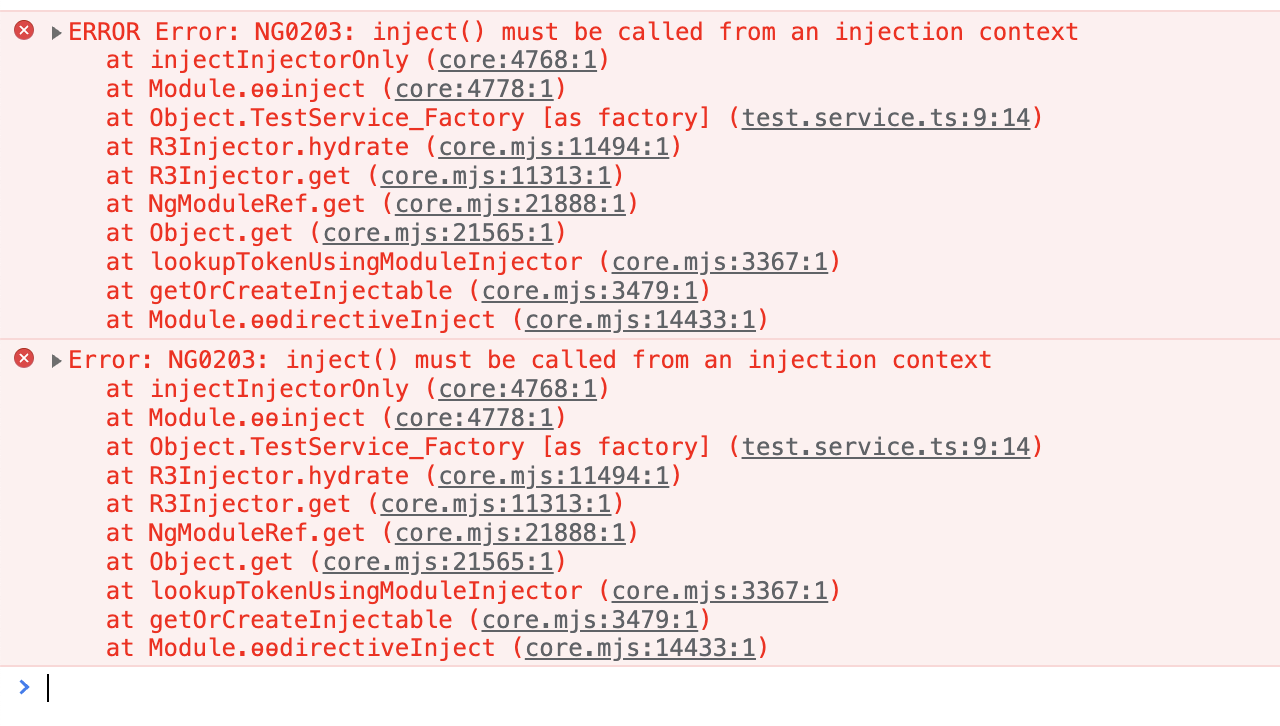 ERROR Error: NG0203: inject() must be called from an injection context
at injectInjectorOnly (core:4768:1)
at Module.ɵɵinject (core:4778:1)
at Object.TestService_Factory [as factory] (test.service.ts:9:14)
at R3Injector.hydrate (core.mjs:11494:1)
at R3Injector.get (core.mjs:11313:1)
at NgModuleRef.get (core.mjs:21888:1)
at Object.get (core.mjs:21565:1)
at lookupTokenUsingModuleInjector (core.mjs:3367:1)
at getOrCreateInjectable (core.mjs:3479:1)
at Module.ɵɵdirectiveInject (core.mjs:14433:1)
Error: NG0203: inject() must be called from an injection context
at injectInjectorOnly (core:4768:1)
at Module.ɵɵinject (core:4778:1)
at Object.TestService_Factory [as factory] (test.service.ts:9:14)
at R3Injector.hydrate (core.mjs:11494:1)
at R3Injector.get (core.mjs:11313:1)
at NgModuleRef.get (core.mjs:21888:1)
at Object.get (core.mjs:21565:1)
at lookupTokenUsingModuleInjector (core.mjs:3367:1)
at getOrCreateInjectable (core.mjs:3479:1)
at Module.ɵɵdirectiveInject (core.mjs:14433:1)